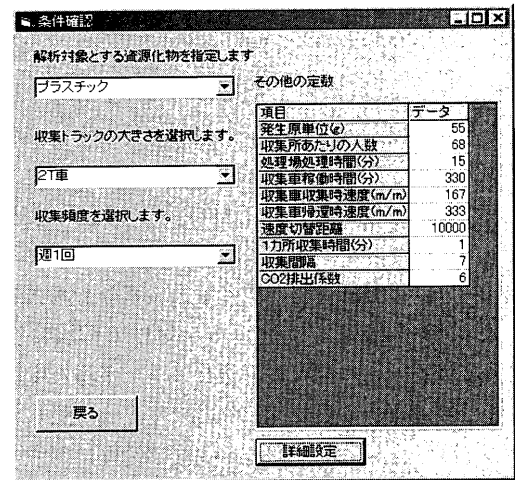 条件確認
解析対象とする資源化物を指定します
プラスチック
収集トラックの大きさを選択します。
2T車
収集頻度を選択します。
週1回
戻る
その他の定数
項目 データ
発生原単位(g) 55
収集所あたりの人数 68
処理場処理時間(分) 15
収集車稼働時間(分) 330
収集車収集時速度(m/m) 167
収集車帰還時速度(m/m) 333
速度切替距離 10000
1カ所収集時間(分) 1
収集間隔 7
CO2排出係数 6
詳細設定